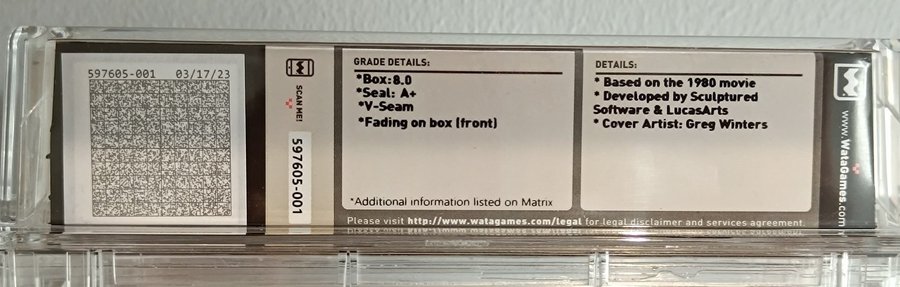 597605-001 03/17/23
SCAN ME!
597605-001
GRADE DETAILS:
*Box:8.0
*Seal: A+
*V-Seam
*Fading on box (front)
*Additional information listed on Matrix
DETAILS:
* Based on the 1980 movie
* Developed by Sculptured
Software & LucasArts
* Cover Artist: Greg Winters
www.WataGames.com
Please visit http://www.watagames.com/legal for legal disclaimer and services agreement.